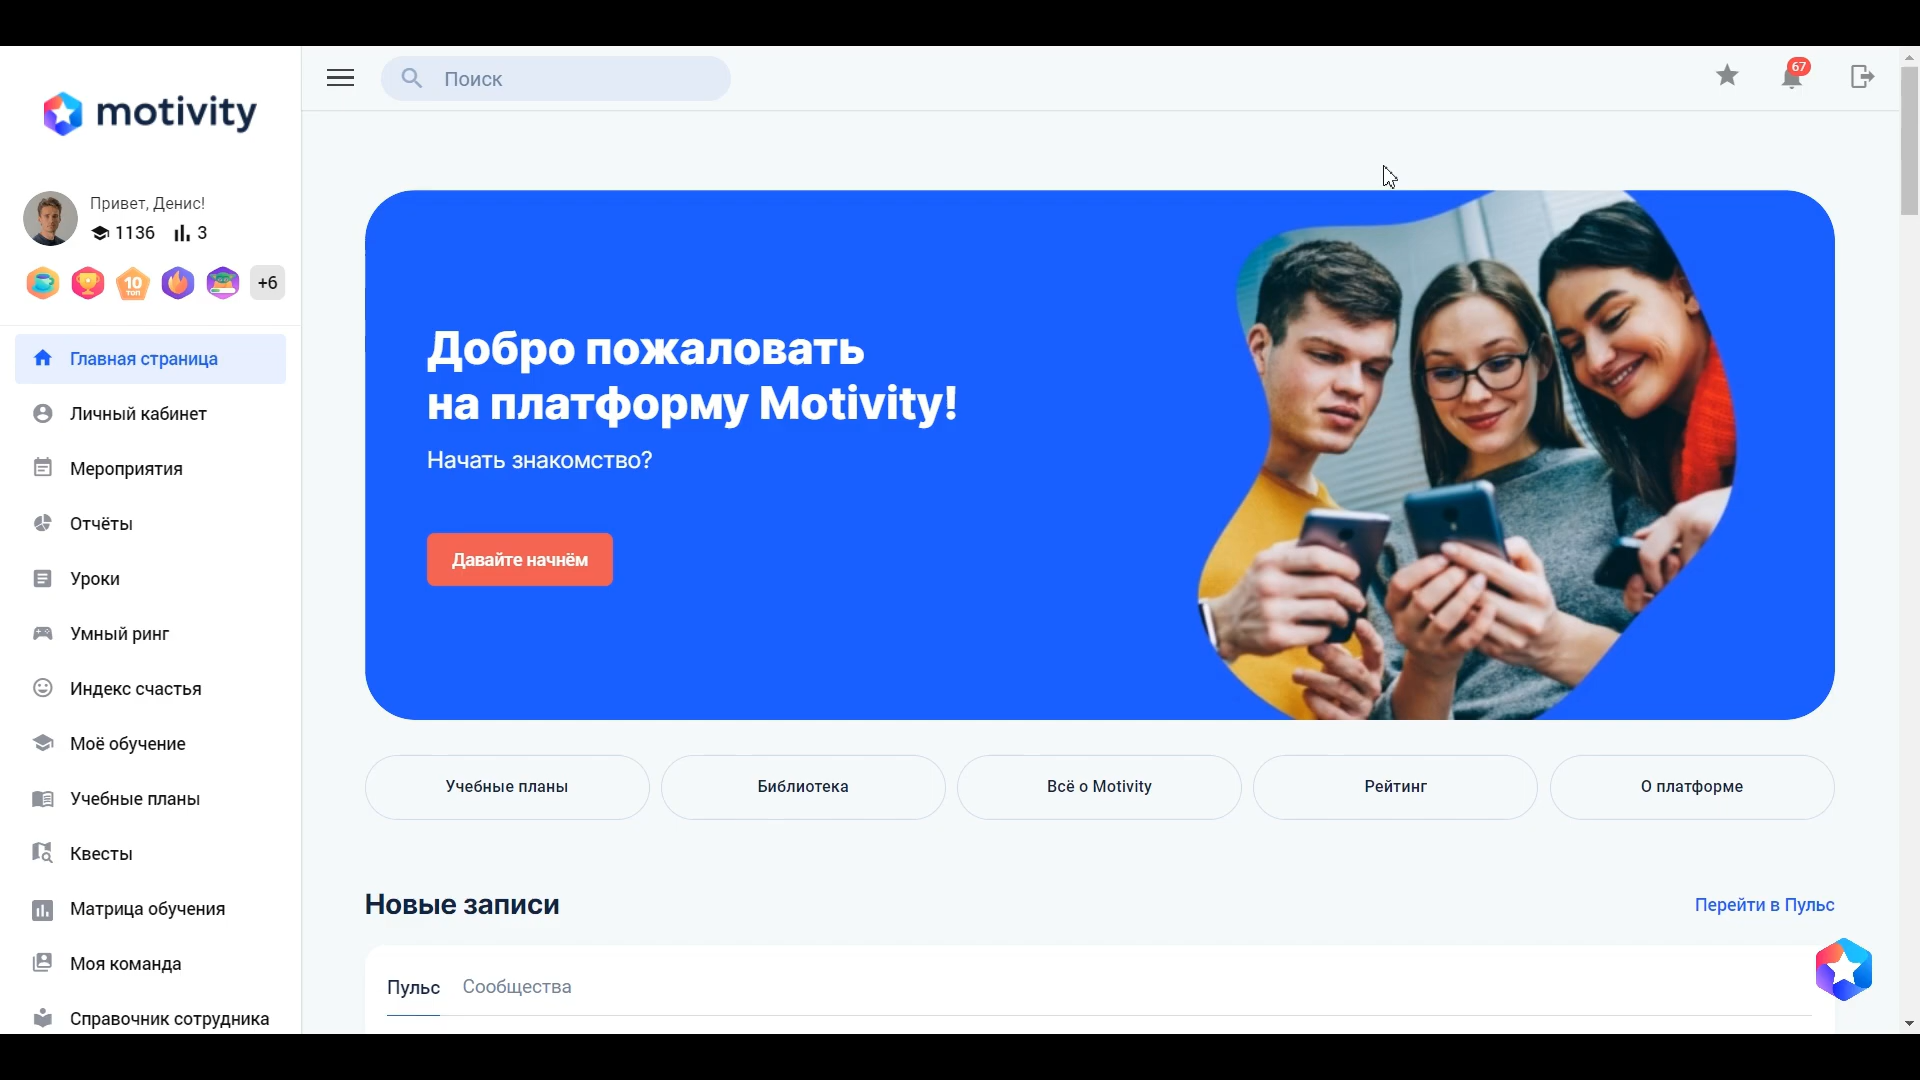 motivity
Поиск
67
Привет, Денис!
1136 3
10
ТОП
+6
Главная страница
Личный кабинет
Мероприятия
Отчёты
Уроки
Умный ринг
Индекс счастья
Моё обучение
Учебные планы
Квесты
Матрица обучения
Моя команда
Справочник сотрудника
Добро пожаловать
на платформу Motivity!
Начать знакомство?
Давайте начнём
Учебные планы
Библиотека
Всё о Motivity
Рейтинг
О платформе
Новые записи
Перейти в Пульс
Пульс Сообщества